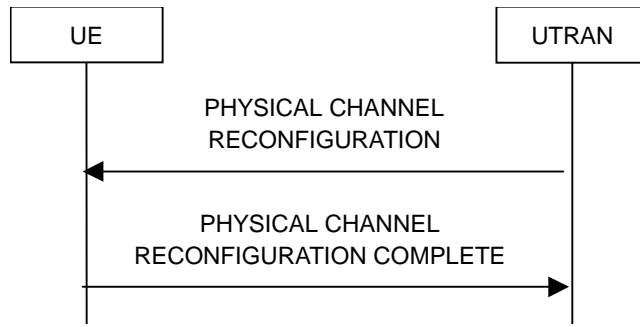 UE
UTRAN
PHYSICAL CHANNEL
RECONFIGURATION
PHYSICAL CHANNEL
RECONFIGURATION COMPLETE